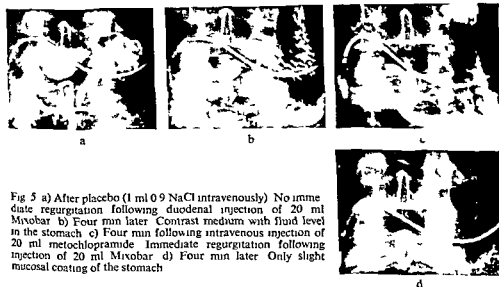 a
b
c
Fig 5 a) After placebo (1 ml 0 9 NaCl intravenously) No imme
diate regurgitation following duodenal injection of 20 ml
Mixobar b) Four min later Contrast medium with fluid level
in the stomach c) Four min following intravenous injection of
20 ml metochlopramide Immediate regurgitation following
injection of 20 ml Mixobar d) Four min later Only slight
mucosal coating of the stomach
d